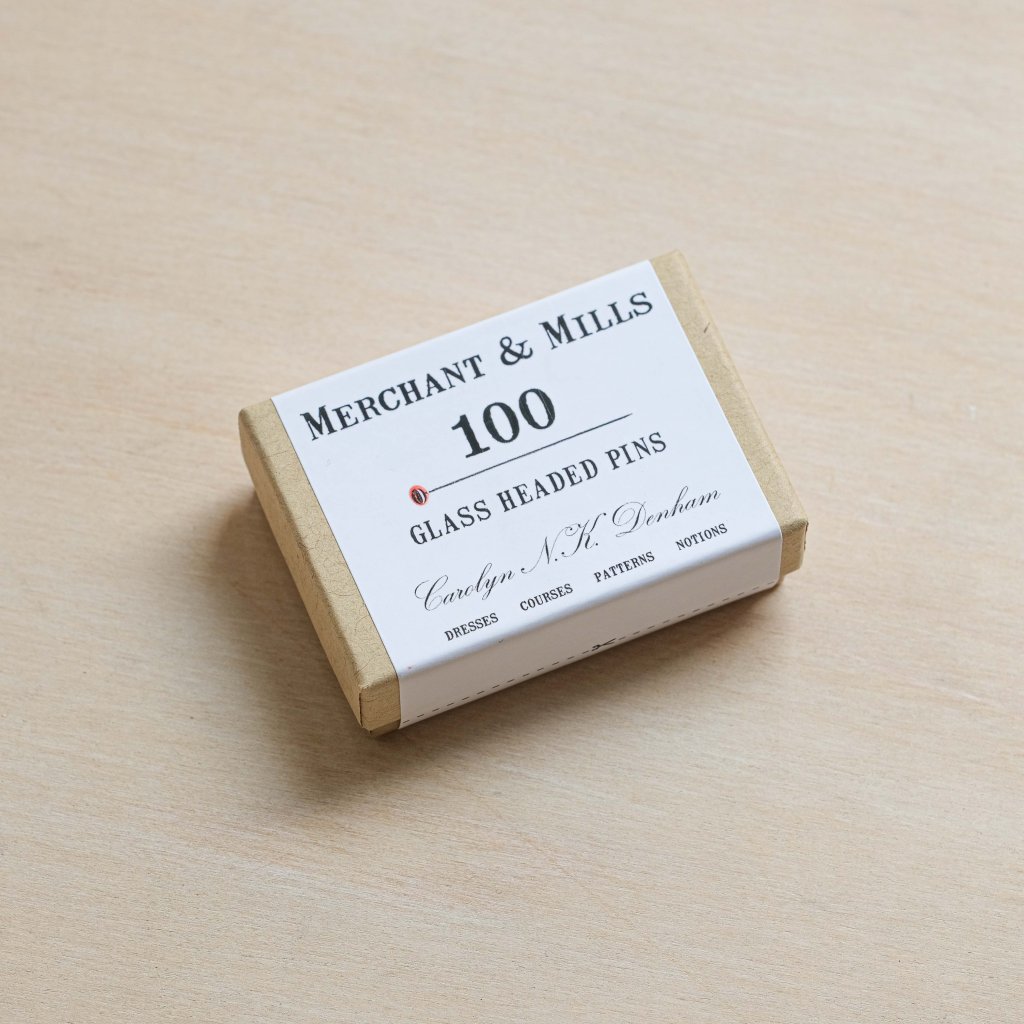 MERCHANT & MILLS
100
GLASS HEADED PINS
Carolyn N.K. Denham
DRESSES COURSES PATTERNS NOTIONS